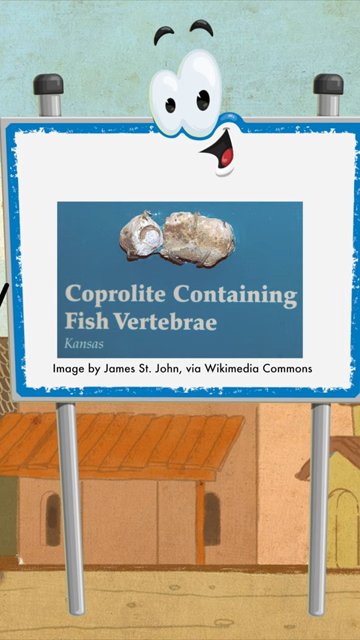 Coprolite Containing
Fish Vertebrae
Kansas
Image by James St. John, via Wikimedia Commons